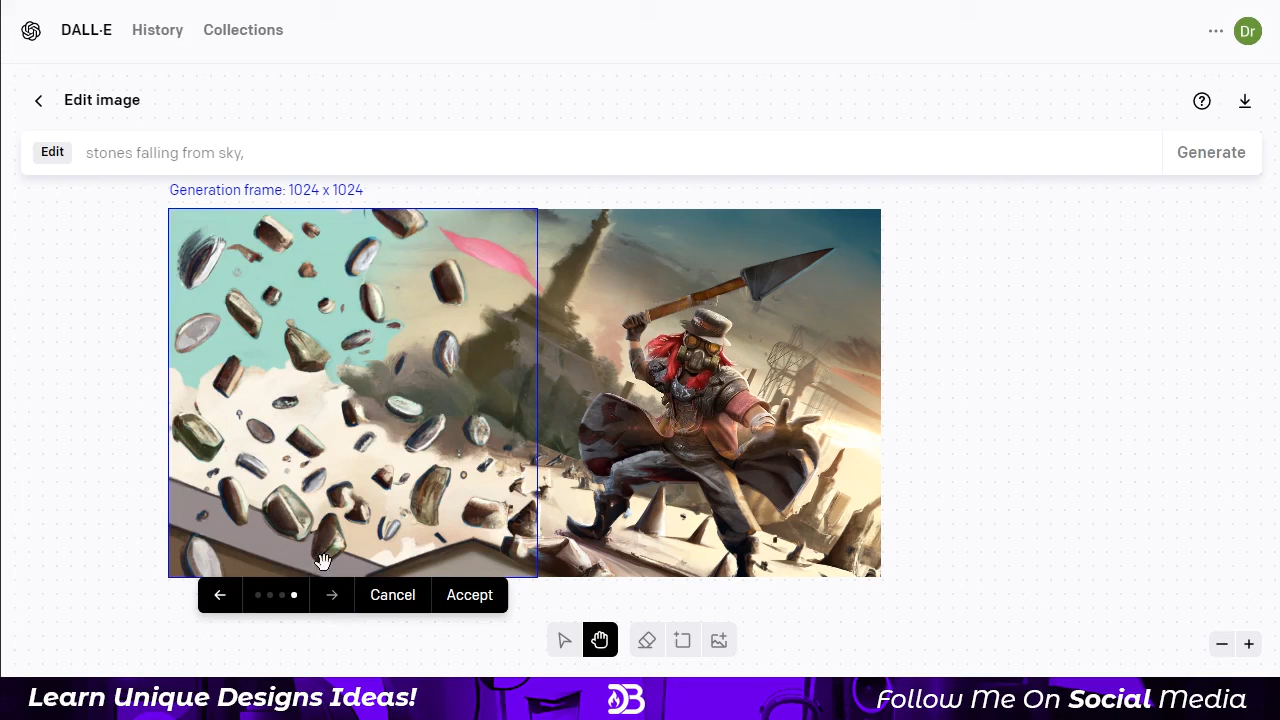 DALL·E History Collections
Dr
Edit image
Edit stones falling from sky, Generate
Generation frame: 1024 x 1024
Cancel Accept
Learn Unique Designs Ideas! DB Follow Me On Social Media